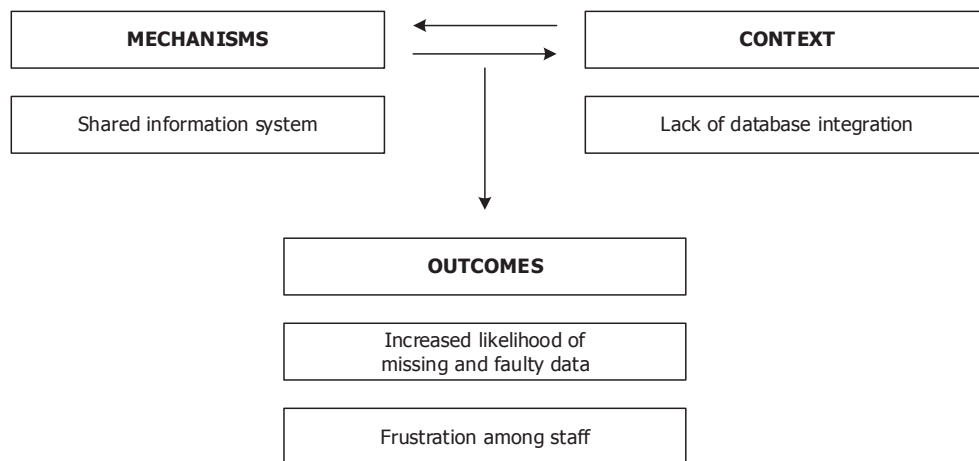 MECHANISMS
CONTEXT
Shared information system
Lack of database integration
OUTCOMES
Increased likelihood of
missing and faulty data
Frustration among staff